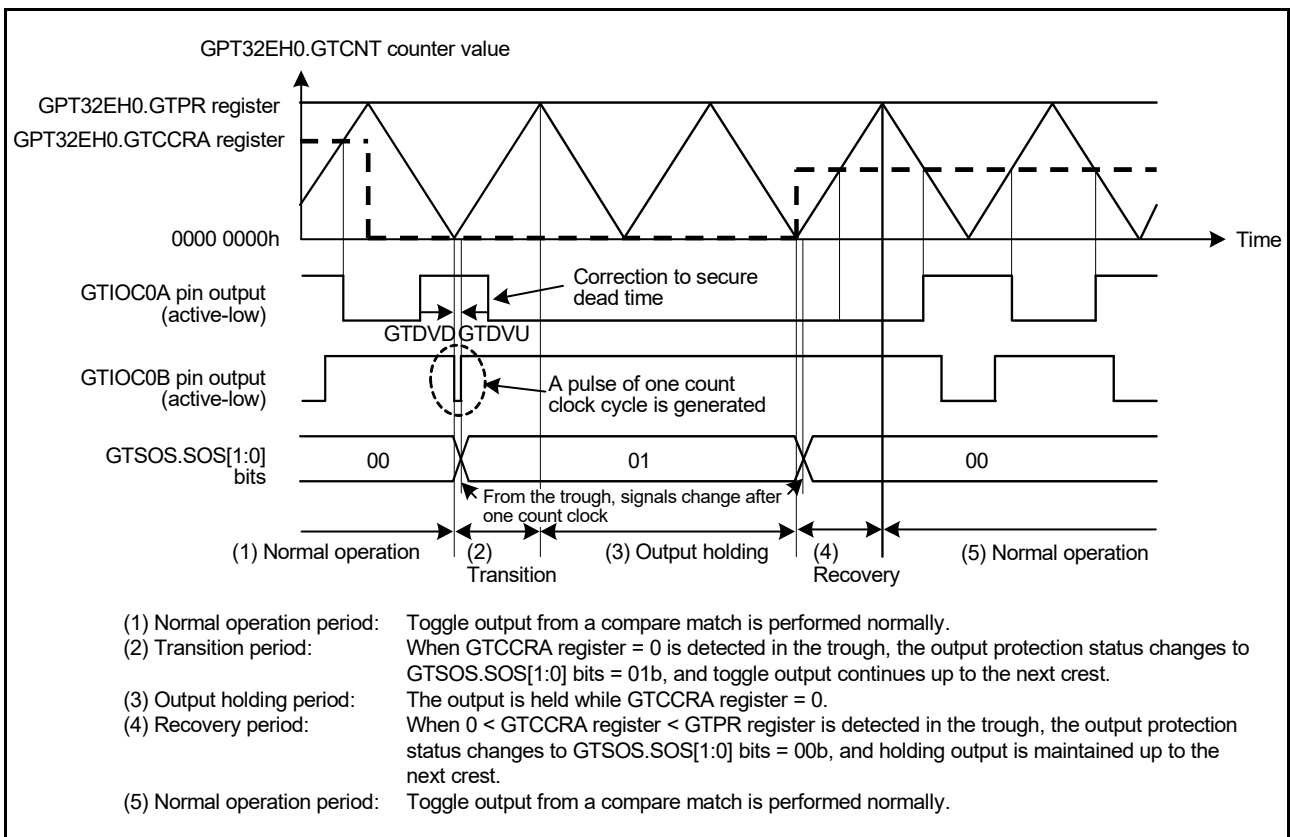 GPT32EH0.GTCNT counter value
GPT32EH0.GTPR register
GPT32EH0.GTCCRA register
0000 0000h
Time
GTIOC0A pin output
(active-low)
Correction to secure
dead time
GTDVD GTDVU
GTIOC0B pin output
(active-low)
A pulse of one count
clock cycle is generated
GTSOS.SOS[1:0]
bits
00
01
00
From the trough, signals change after
one count clock
(1) Normal operation
(2)
Transition
(3) Output holding
(4)
Recovery
(5) Normal operation
(1) Normal operation period: Toggle output from a compare match is performed normally.
(2) Transition period: When GTCCRA register = 0 is detected in the trough, the output protection status changes to
GTSOS.SOS[1:0] bits = 01b, and toggle output continues up to the next crest.
(3) Output holding period: The output is held while GTCCRA register = 0.
(4) Recovery period: When 0 < GTCCRA register < GTPR register is detected in the trough, the output protection
status changes to GTSOS.SOS[1:0] bits = 00b, and holding output is maintained up to the
next crest.
(5) Normal operation period: Toggle output from a compare match is performed normally.